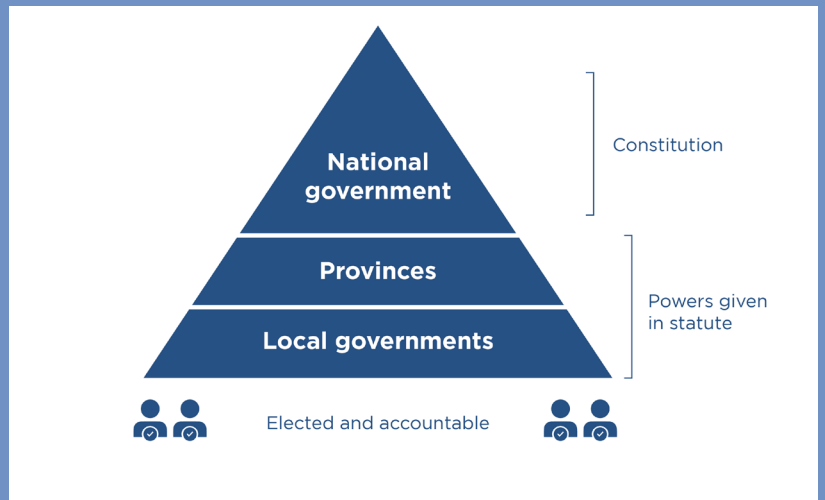 National
government
Constitution
Provinces
Powers given
in statute
Local governments
Elected and accountable